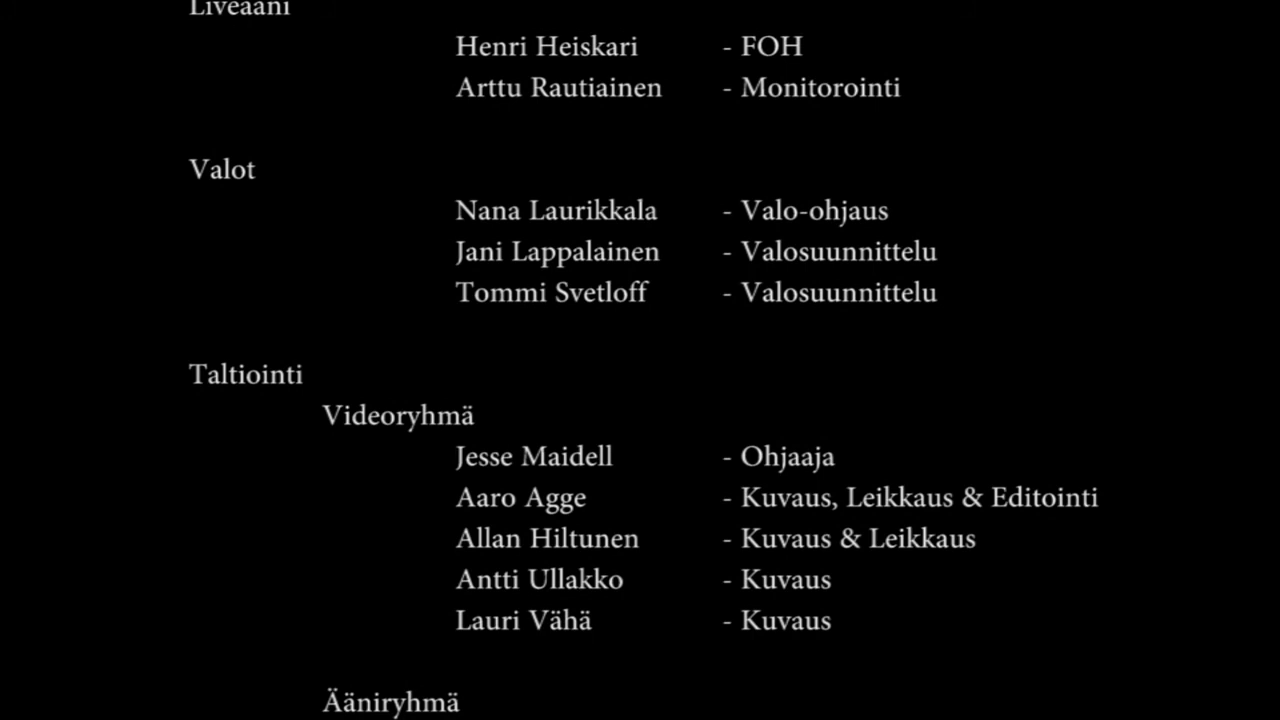 Liveääni
Henri Heiskari - FOH
Arttu Rautiainen - Monitorointi
Valot
Nana Laurikkala - Valo-ohjaus
Jani Lappalainen - Valosuunnittelu
Tommi Svetloff - Valosuunnittelu
Taltiointi
Videoryhmä
Jesse Maidell - Ohjaaja
Aaro Agge - Kuvaus, Leikkaus & Editointi
Allan Hiltunen - Kuvaus & Leikkaus
Antti Ullakko - Kuvaus
Lauri Vähä - Kuvaus
Ääniryhmä